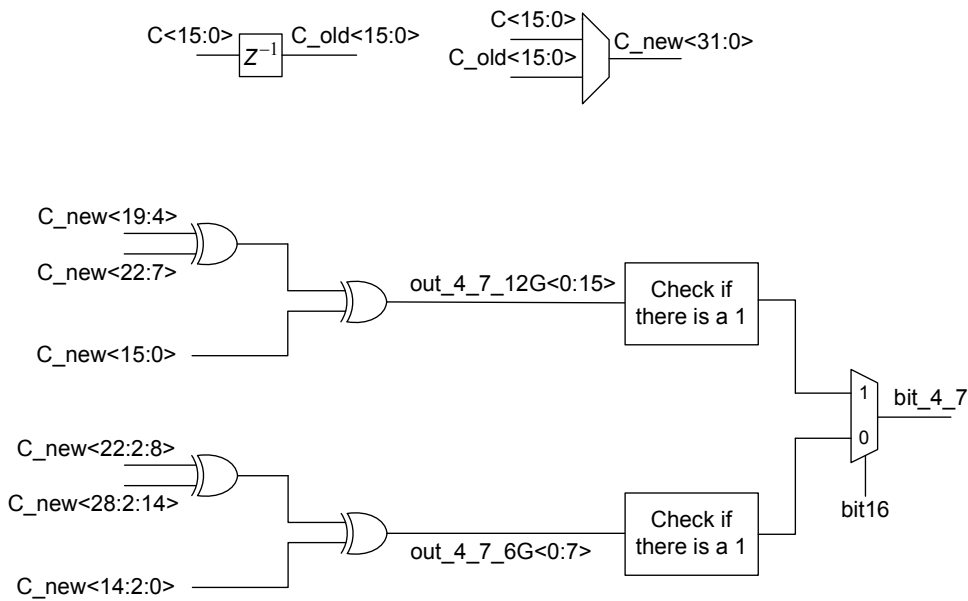 C<15:0>
z−1
C_old<15:0>
C<15:0>
C_old<15:0>
C_new<31:0>
C_new<19:4>
C_new<22:7>
C_new<15:0>
out_4_7_12G<0:15>
Check if
there is a 1
C_new<22:2:8>
C_new<28:2:14>
C_new<14:2:0>
out_4_7_6G<0:7>
Check if
there is a 1
1
0
bit_4_7
bit16